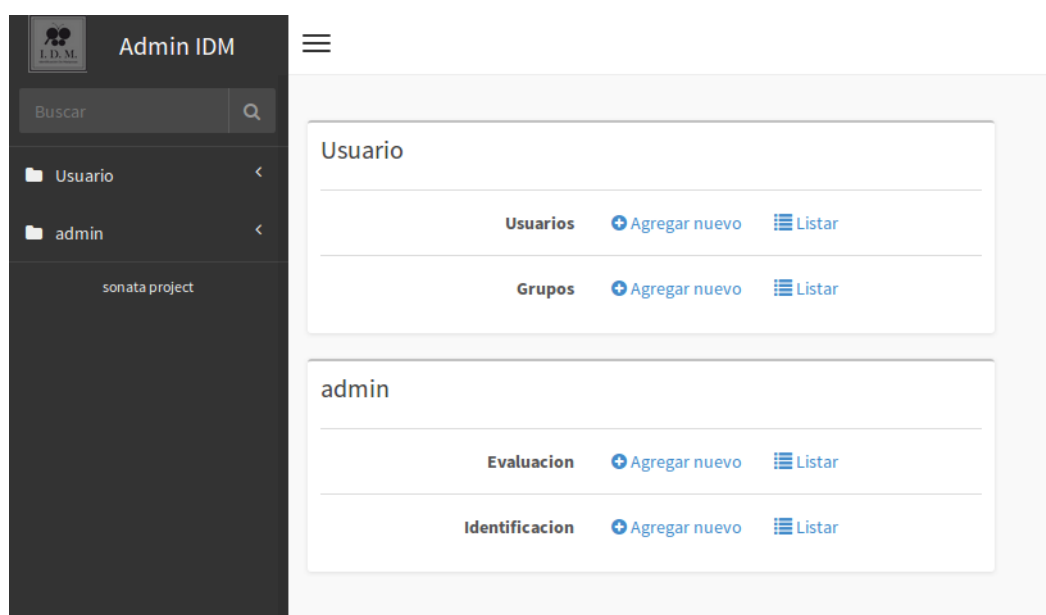 I. D. M.
Admin IDM
Buscar
Usuario
admin
sonata project
Usuario
Usuarios Agregar nuevo Listar
Grupos Agregar nuevo Listar
admin
Evaluacion Agregar nuevo Listar
Identificacion Agregar nuevo Listar